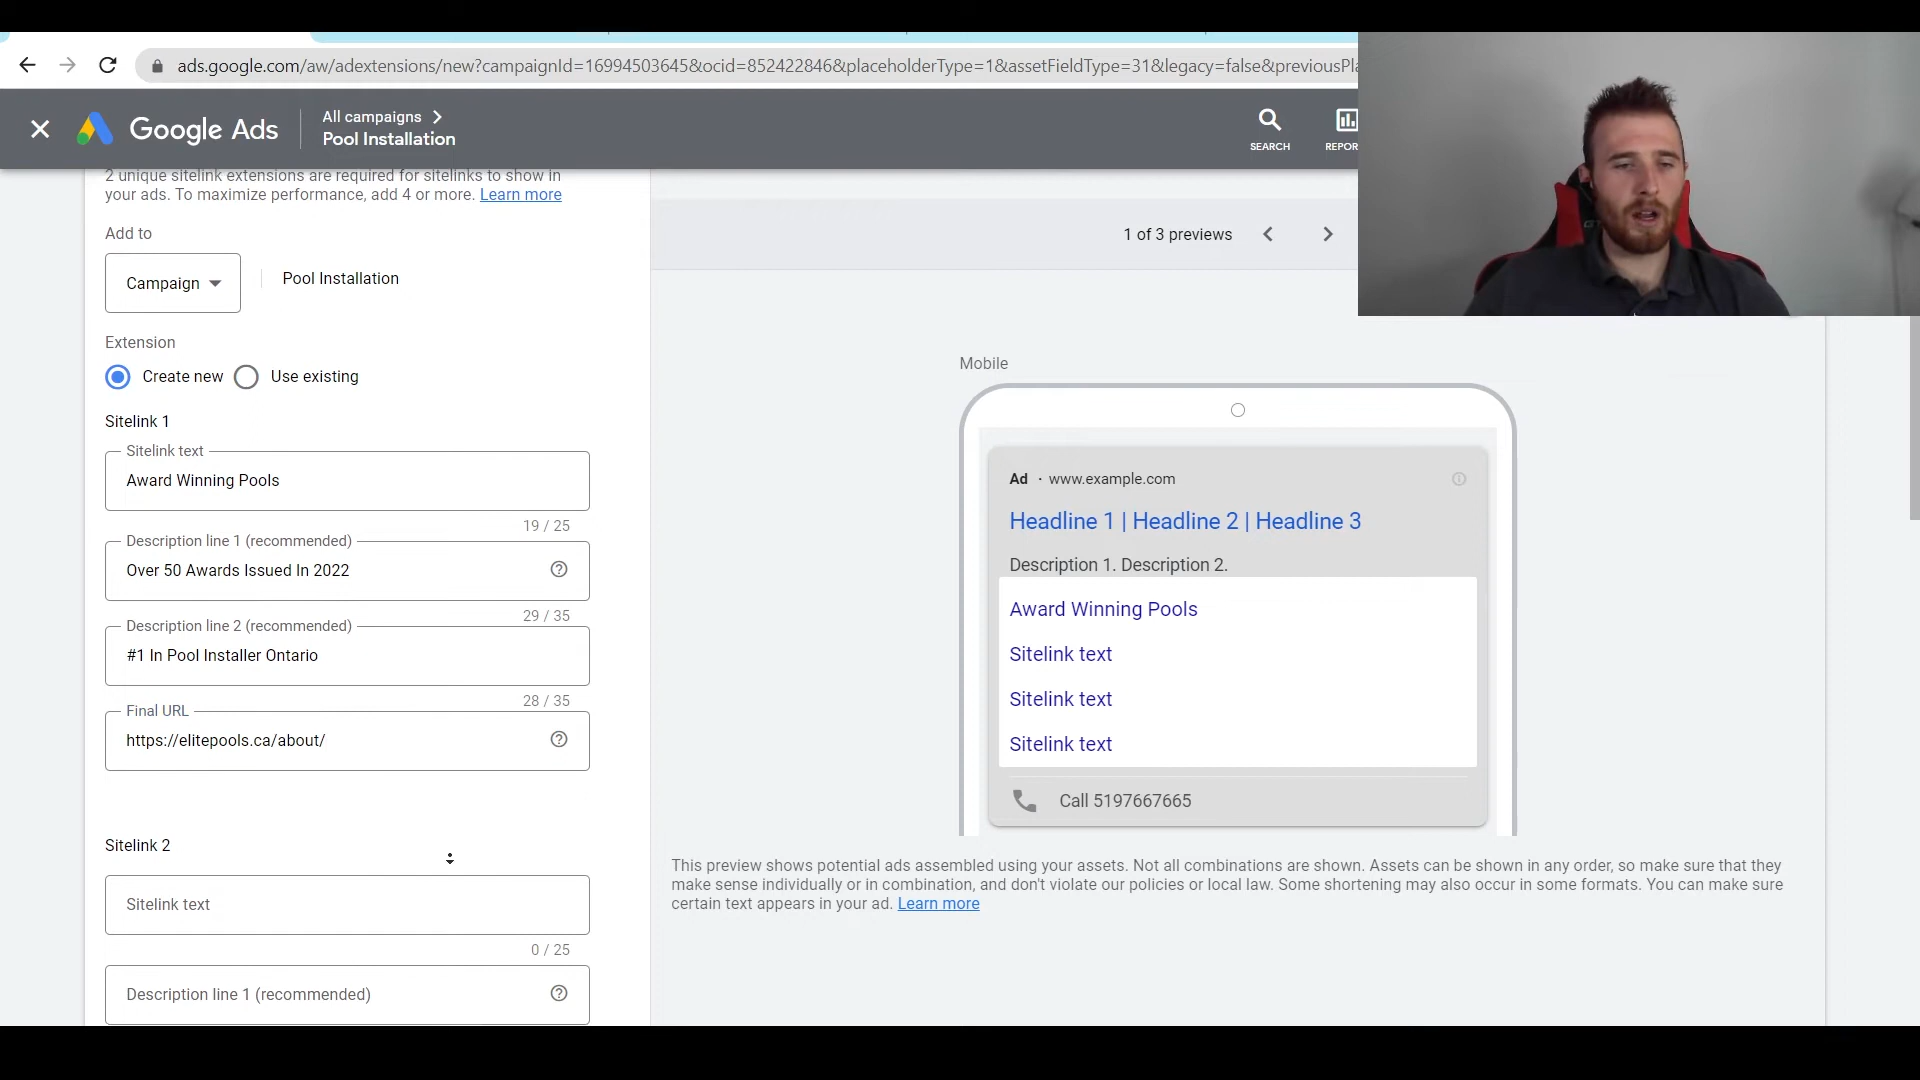 ads.google.com/aw/adextensions/new?campaignId=16994503645&ocid=852422846&placeholderType=1&assetFieldType=31&legacy=false&previousPla
Google Ads
All campaigns
Pool Installation
SEARCH
REPOR
2 unique sitelink extensions are required for sitelinks to show in
your ads. To maximize performance, add 4 or more. Learn more
Add to
Campaign
Pool Installation
Extension
Create new
Use existing
Sitelink 1
Sitelink text
Award Winning Pools
19 / 25
Description line 1 (recommended)
Over 50 Awards Issued In 2022
29 / 35
Description line 2 (recommended)
#1 In Pool Installer Ontario
28 / 35
Final URL
https://elitepools.ca/about/
Sitelink 2
Sitelink text
0 / 25
Description line 1 (recommended)
1 of 3 previews
Mobile
Ad · www.example.com
Headline 1 | Headline 2 | Headline 3
Description 1. Description 2.
Award Winning Pools
Sitelink text
Sitelink text
Sitelink text
Call 5197667665
This preview shows potential ads assembled using your assets. Not all combinations are shown. Assets can be shown in any order, so make sure that they
make sense individually or in combination, and don't violate our policies or local law. Some shortening may also occur in some formats. You can make sure
certain text appears in your ad. Learn more